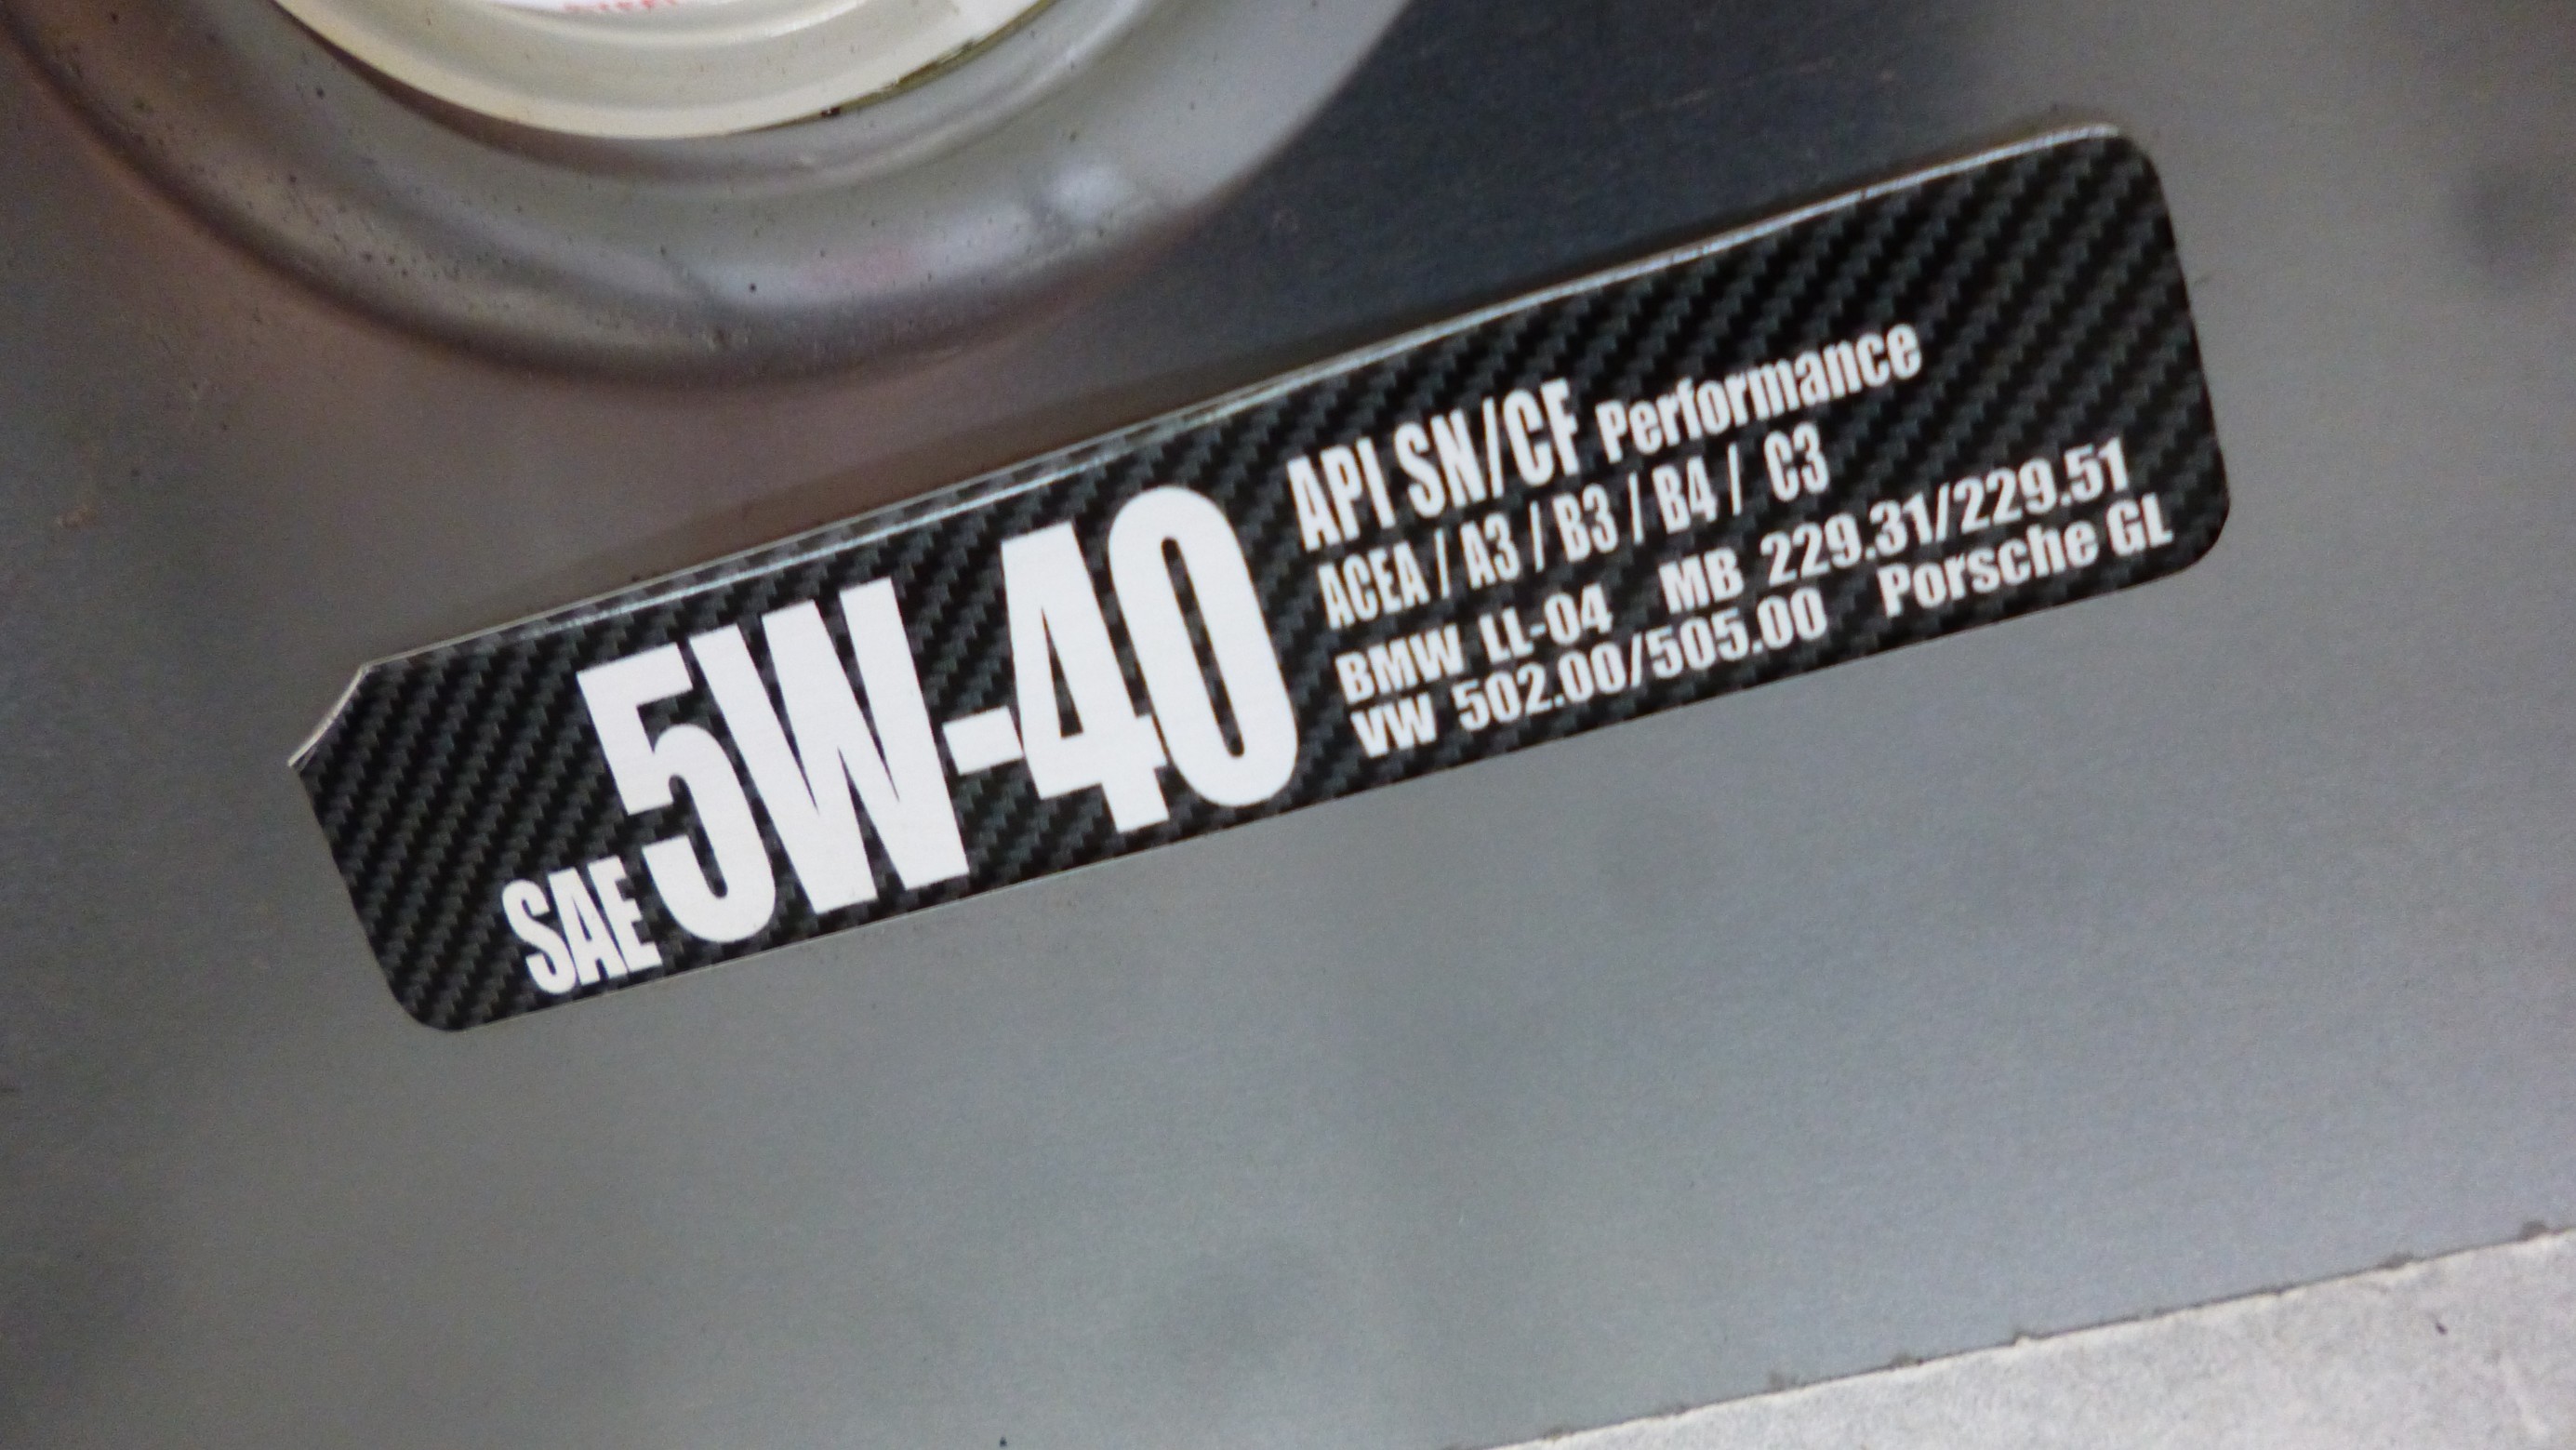 SAE 5W-40
API SN/CF Performance
ACEA / A3 / B3 / B4 / C3
BMW LL-04 MB 229.31/229.51
VW 502.00/505.00 Porsche GL